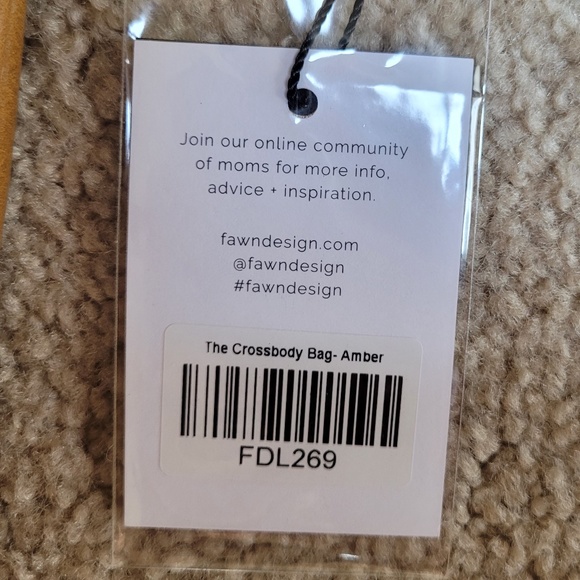 Join our online community
of moms for more info,
advice + inspiration.
fawndesign.com
@fawndesign
#fawndesign
The Crossbody Bag- Amber
FDL269